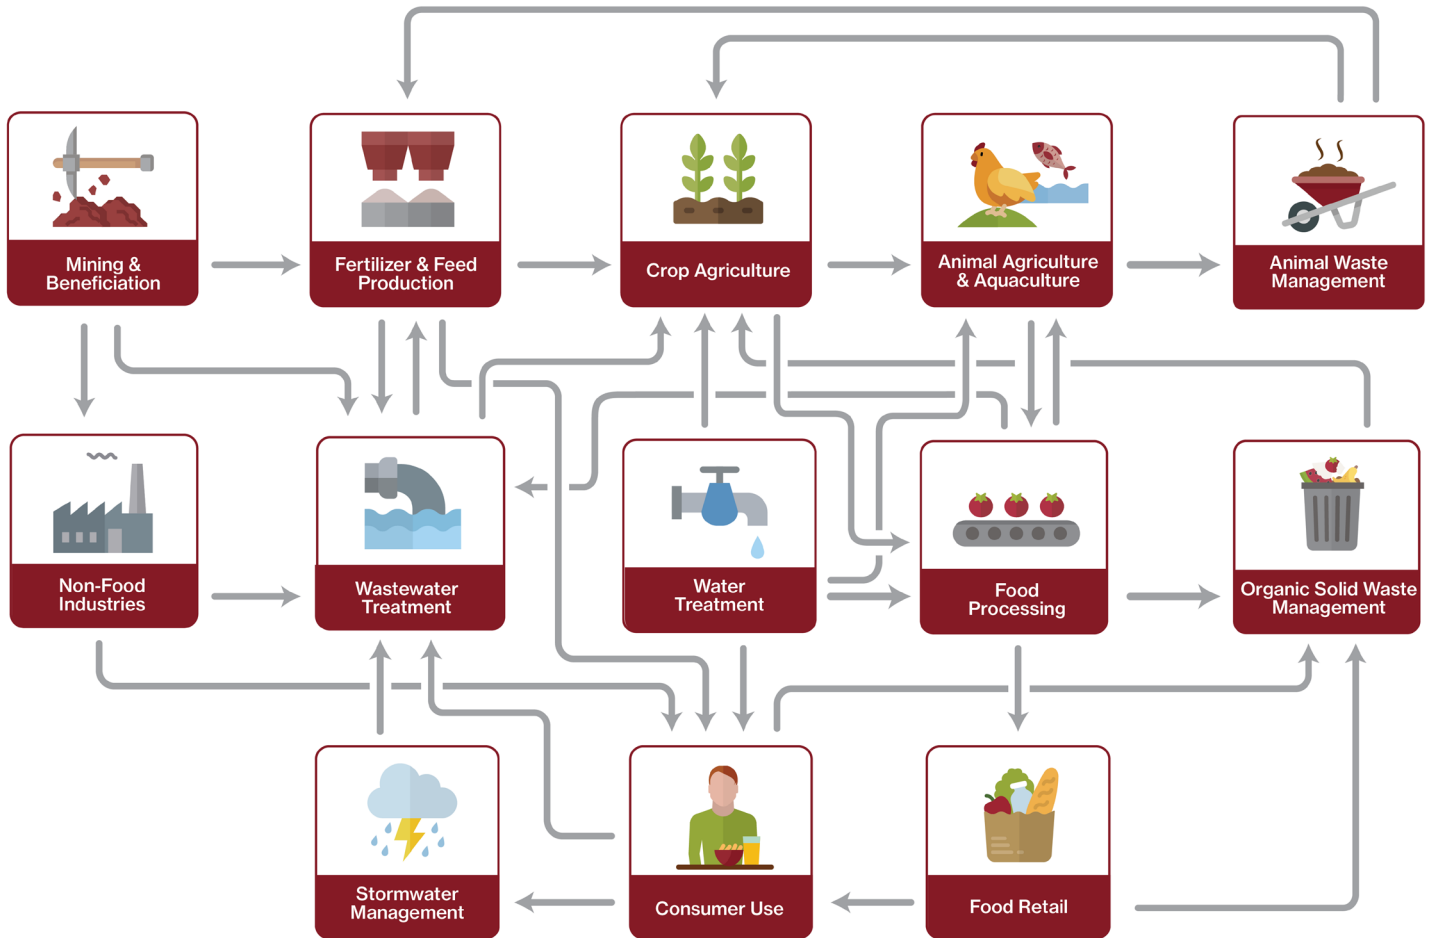 Mining &
Beneficiation
Fertilizer & Feed
Production
Crop Agriculture
Animal Agriculture
& Aquaculture
Animal Waste
Management
Non-Food
Industries
Wastewater
Treatment
Water
Treatment
Food
Processing
Organic Solid Waste
Management
Stormwater
Management
Consumer Use
Food Retail